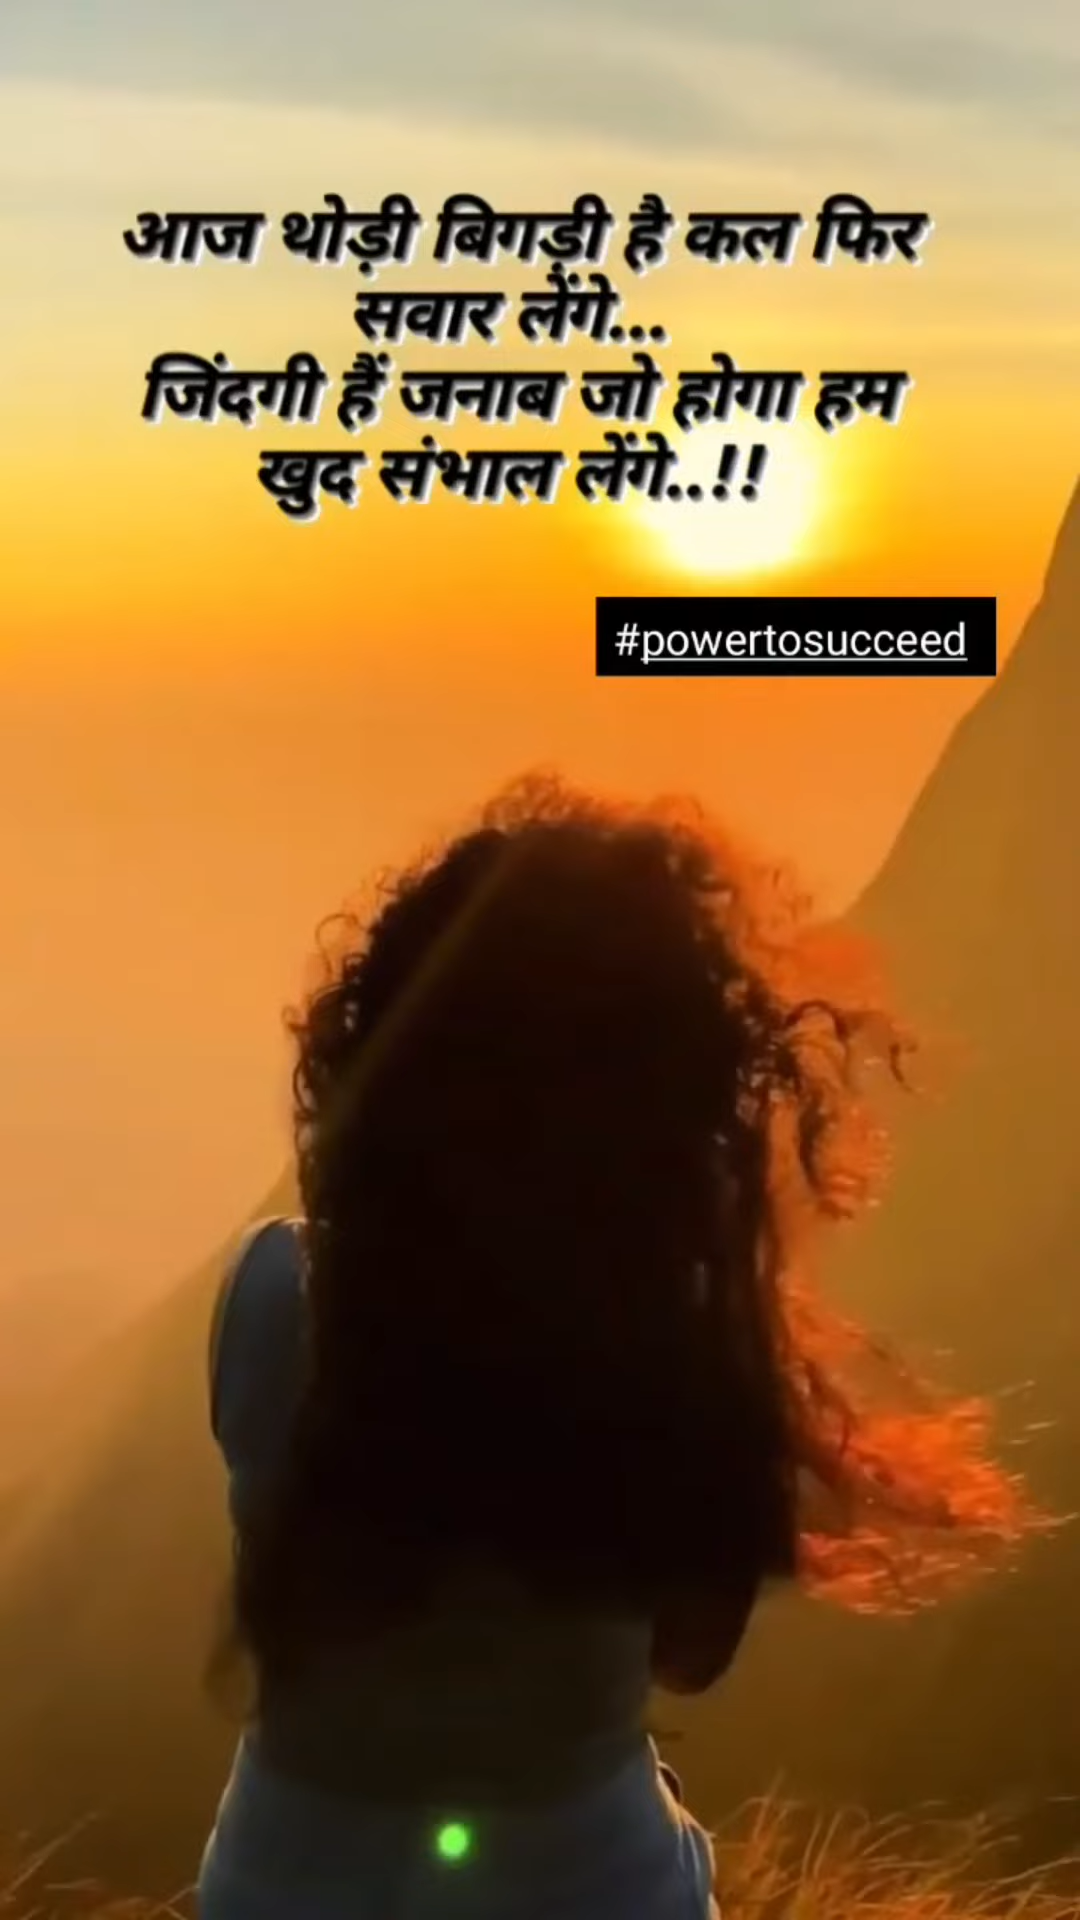 आज थोड़ी बिगड़ी है कल फिर
सवार लेंगे...
जिंदगी हैं जनाब जो होगा हम
खुद संभाल लेंगे..!!
#powertosucceed